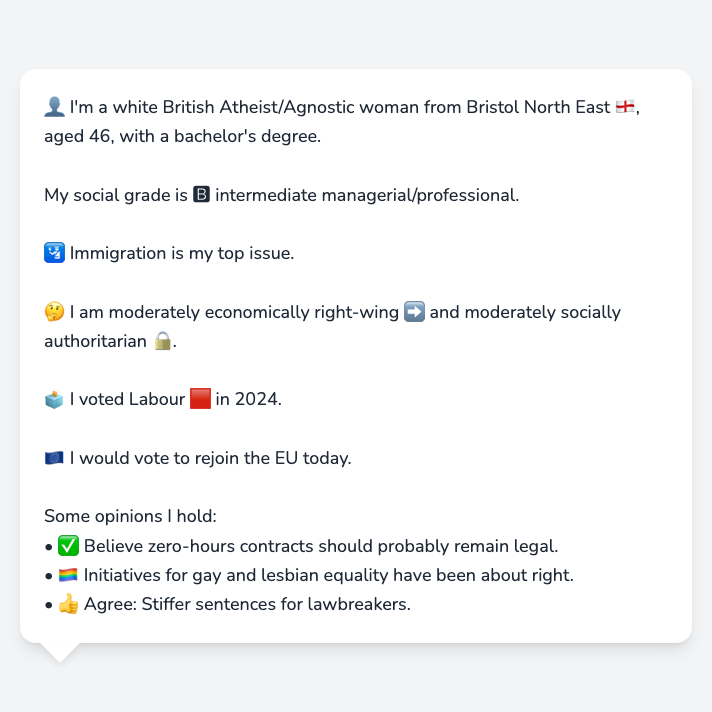 👤 I'm a white British Atheist/Agnostic woman from Bristol North East 🏴󠁧󠁢󠁥󠁮󠁧󠁿,
aged 46, with a bachelor's degree.
My social grade is 🅱 intermediate managerial/professional.
🛂 Immigration is my top issue.
🤔 I am moderately economically right-wing ➡️ and moderately socially
authoritarian 🔒.
🗳️ I voted Labour 🟥 in 2024.
🇪🇺 I would vote to rejoin the EU today.
Some opinions I hold:
• ✅ Believe zero-hours contracts should probably remain legal.
• 🏳️‍🌈 Initiatives for gay and lesbian equality have been about right.
• 👍 Agree: Stiffer sentences for lawbreakers.